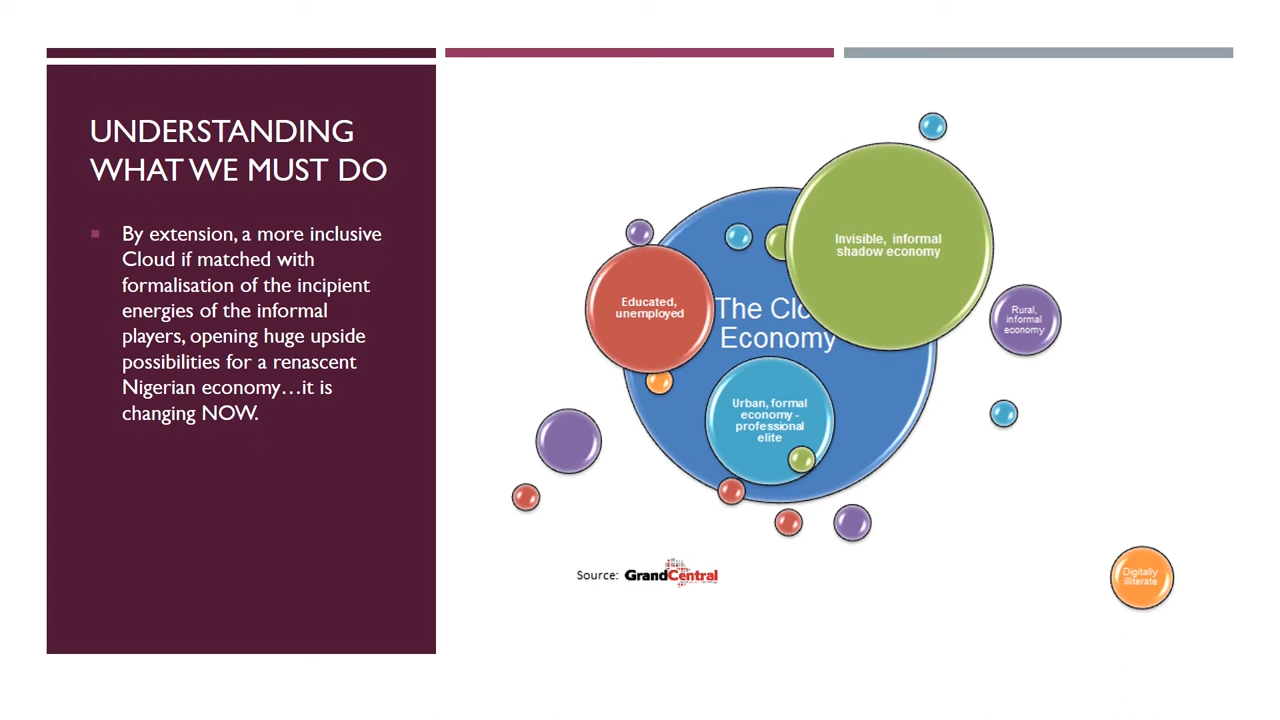 UNDERSTANDING
WHAT WE MUST DO
By extension, a more inclusive
Cloud if matched with
formalisation of the incipient
energies of the informal
players, opening huge upside
possibilities for a renascent
Nigerian economy…it is
changing NOW.
Invisible, informal
shadow economy
Educated,
unemployed
The Clo
Economy
Rural,
informal
economy
Urban, formal
economy -
professional
elite
Source: GrandCentral
Digitally
illiterate